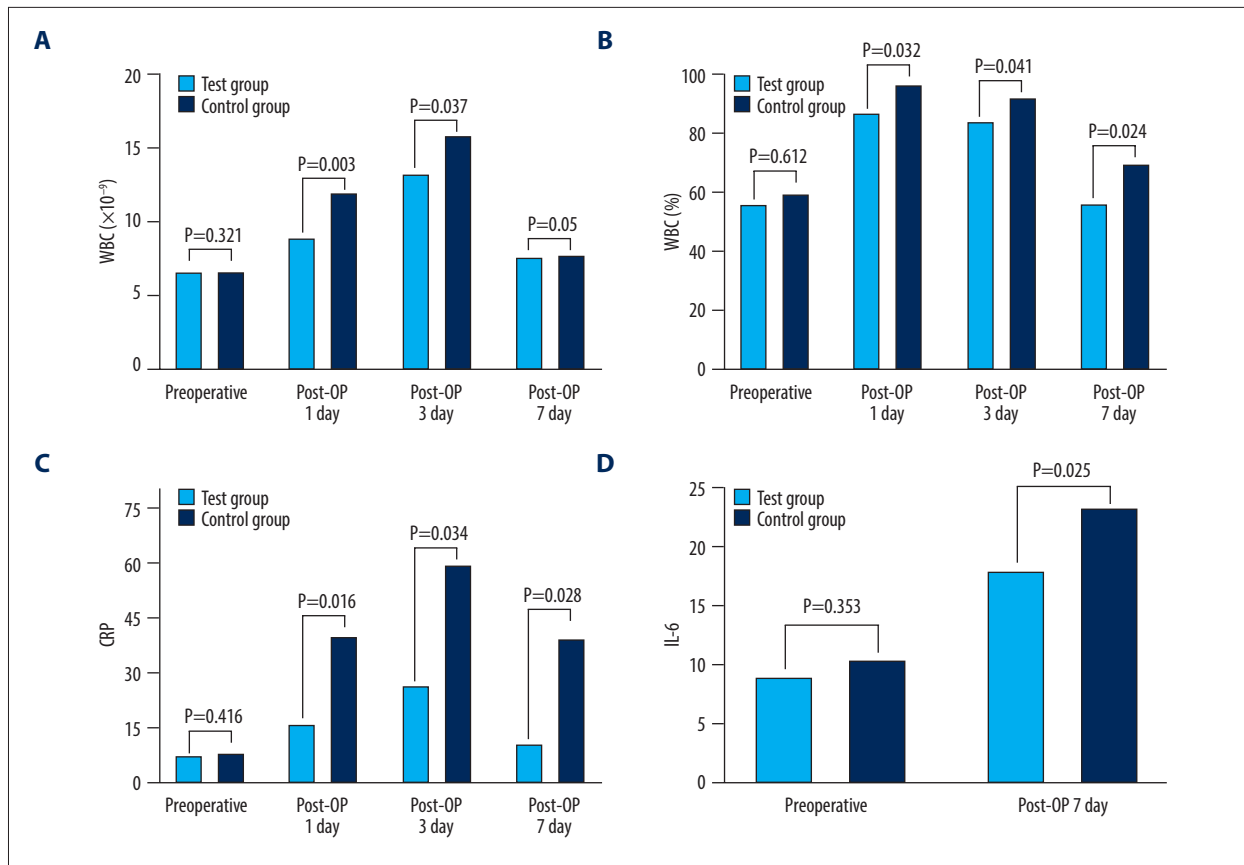 A
Test group
Control group
WBC (×10⁻⁹)
20
15
10
5
0
P=0.321
P=0.003
P=0.037
P=0.05
Preoperative
Post-OP
1 day
Post-OP
3 day
Post-OP
7 day
B
Test group
Control group
WBC (%)
100
80
60
40
20
0
P=0.612
P=0.032
P=0.041
P=0.024
Preoperative
Post-OP
1 day
Post-OP
3 day
Post-OP
7 day
C
Test group
Control group
CRP
75
60
45
30
15
0
P=0.416
P=0.016
P=0.034
P=0.028
Preoperative
Post-OP
1 day
Post-OP
3 day
Post-OP
7 day
D
Test group
Control group
IL-6
25
20
15
10
5
0
P=0.353
P=0.025
Preoperative
Post-OP 7 day